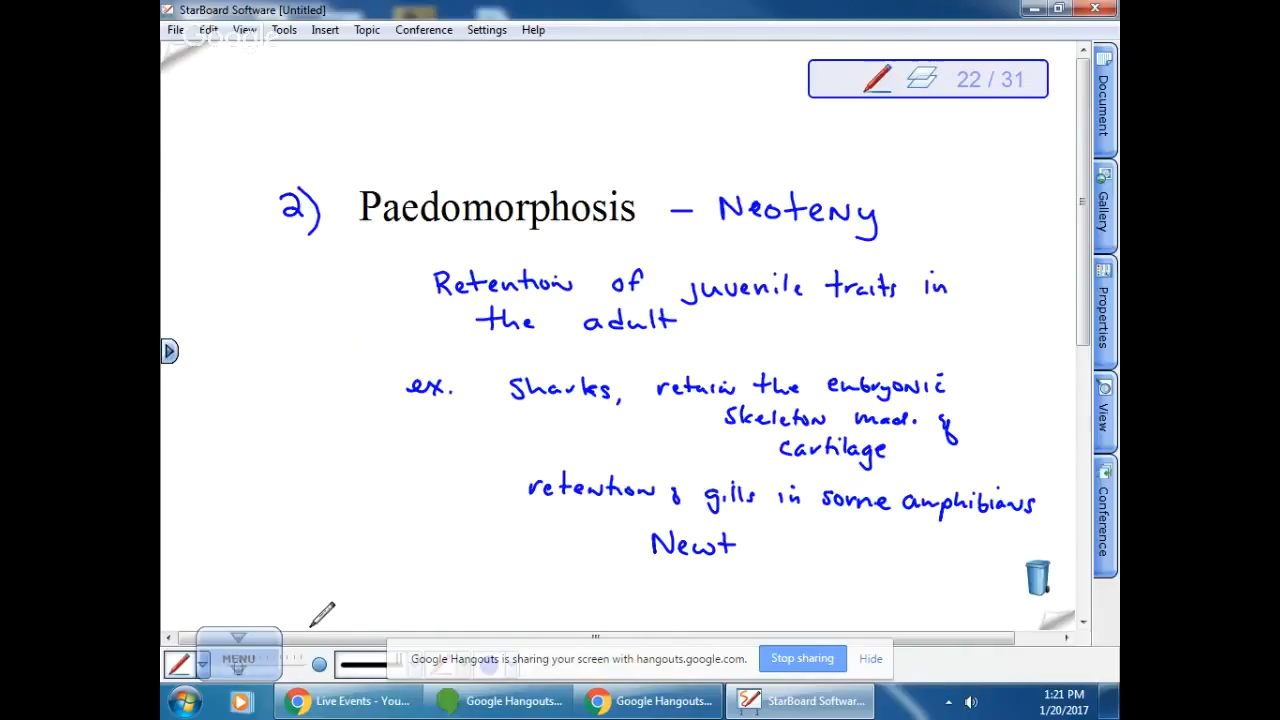 StarBoard Software [Untitled]
File Edit View Tools Insert Topic Conference Settings Help
Google
22 / 31
Document
Gallery
Properties
View
Conference
2) Paedomorphosis – Neoteny
Retention of juvenile traits in
the adult
ex. Sharks, retain the embryonic
skeleton made of
cartilage
retention of gills in some amphibians
Newt
MENU
Google Hangouts is sharing your screen with hangouts.google.com. Stop sharing Hide
Live Events - You... Google Hangouts... Google Hangouts... StarBoard Softwar...
1:21 PM
1/20/2017